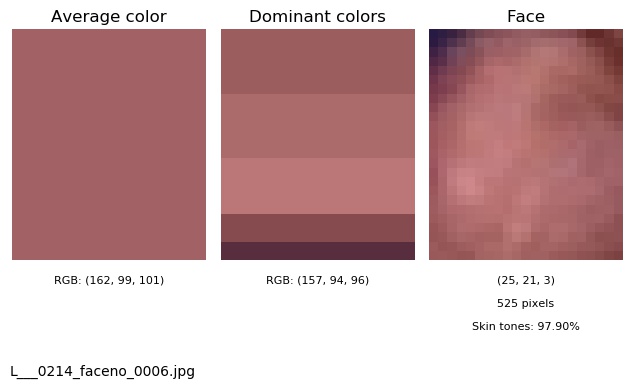 Average color
Dominant colors
Face
RGB: (162, 99, 101)
RGB: (157, 94, 96)
(25, 21, 3)
525 pixels
Skin tones: 97.90%
L___0214_faceno_0006.jpg